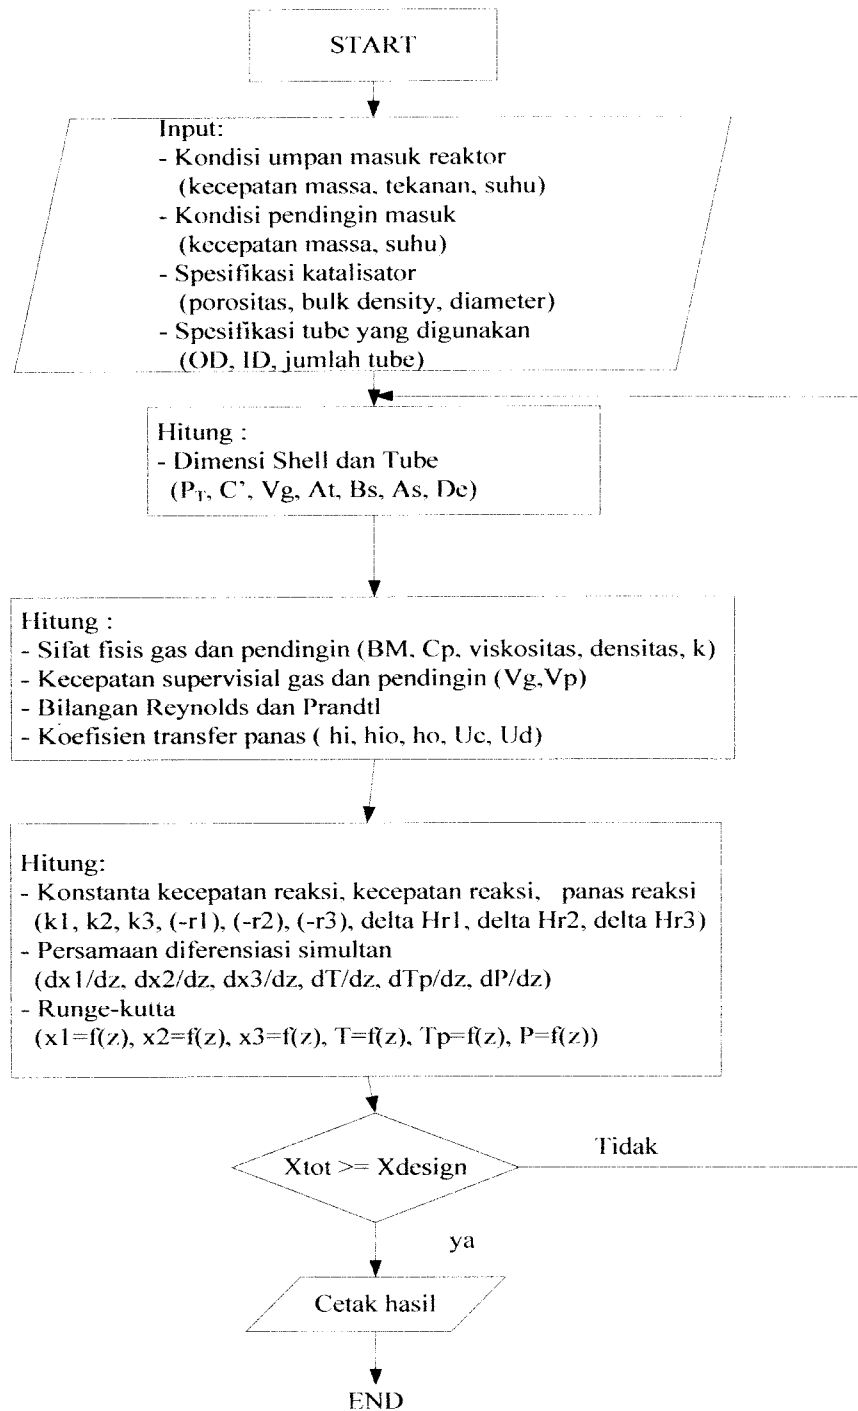 START
Input:
- Kondisi umpan masuk reaktor
(kecepatan massa, tekanan, suhu)
- Kondisi pendingin masuk
(kecepatan massa, suhu)
- Spesifikasi katalisator
(porositas, bulk density, diameter)
- Spesifikasi tube yang digunakan
(OD, ID, jumlah tube)
Hitung :
- Dimensi Shell dan Tube
(P_T, C’, Vg, At, Bs, As, De)
Hitung :
- Sifat fisis gas dan pendingin (BM, Cp, viskositas, densitas, k)
- Kecepatan supervisial gas dan pendingin (Vg,Vp)
- Bilangan Reynolds dan Prandtl
- Koefisien transfer panas ( hi, hio, ho, Uc, Ud)
Hitung:
- Konstanta kecepatan reaksi, kecepatan reaksi, panas reaksi
(k1, k2, k3, (-r1), (-r2), (-r3), delta Hr1, delta Hr2, delta Hr3)
- Persamaan diferensiasi simultan
(dx1/dz, dx2/dz, dx3/dz, dT/dz, dTp/dz, dP/dz)
- Runge-kutta
(x1=f(z), x2=f(z), x3=f(z), T=f(z), Tp=f(z), P=f(z))
Xtot >= Xdesign
Tidak
ya
Cetak hasil
END